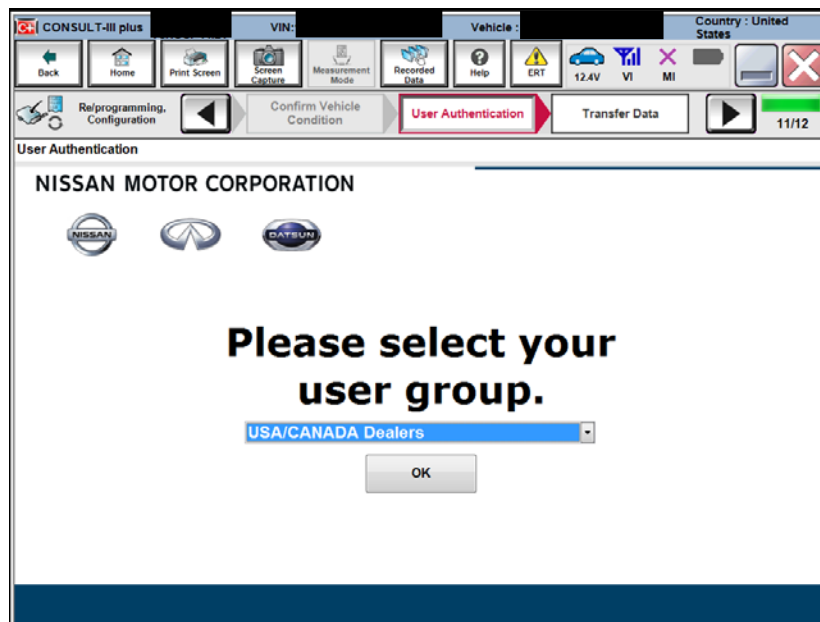 CONSULT-III plus
VIN:
Vehicle :
Country : United
States
Back
Home
Print Screen
Screen
Capture
Measurement
Mode
Recorded
Data
Help
ERT
12.4V
VI
MI
Re/programming,
Configuration
Confirm Vehicle
Condition
User Authentication
Transfer Data
11/12
User Authentication
NISSAN MOTOR CORPORATION
NISSAN
DATSUN
Please select your
user group.
USA/CANADA Dealers
OK